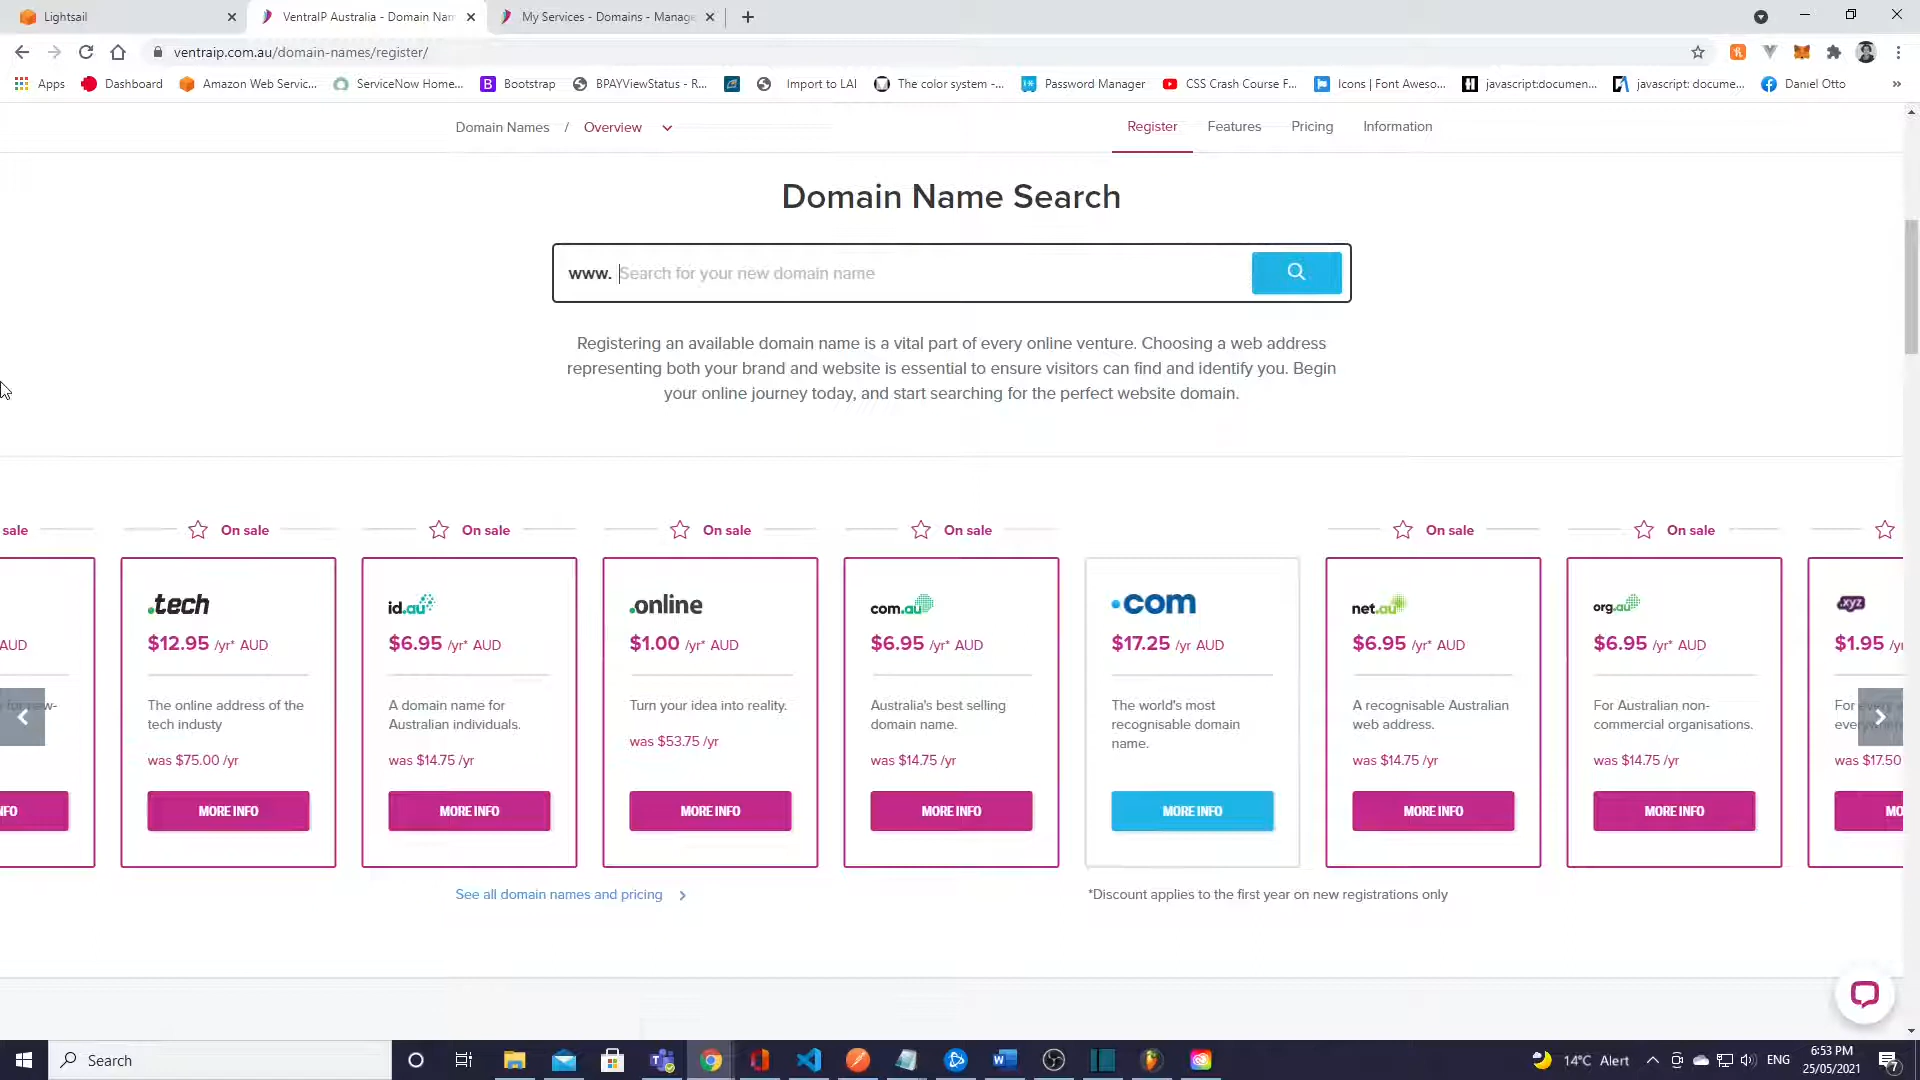 Lightsail
VentraIP Australia - Domain Nam
My Services - Domains - Manage
ventraip.com.au/domain-names/register/
Apps
Dashboard
Amazon Web Servic...
ServiceNow Home...
Bootstrap
BPAYViewStatus - R...
Import to LAI
The color system -...
Password Manager
CSS Crash Course F...
Icons | Font Aweso...
javascript:documen...
javascript: docume...
Daniel Otto
»
Domain Names / Overview
Register
Features
Pricing
Information
Domain Name Search
www. Search for your new domain name
Registering an available domain name is a vital part of every online venture. Choosing a web address
representing both your brand and website is essential to ensure visitors can find and identify you. Begin
your online journey today, and start searching for the perfect website domain.
sale
On sale
On sale
On sale
On sale
On sale
On sale
AUD
NFO
.tech
$12.95 /yr* AUD
The online address of the
tech industy
was $75.00 /yr
MORE INFO
id.au
$6.95 /yr* AUD
A domain name for
Australian individuals.
was $14.75 /yr
MORE INFO
.online
$1.00 /yr* AUD
Turn your idea into reality.
was $53.75 /yr
MORE INFO
com.au
$6.95 /yr* AUD
Australia's best selling
domain name.
was $14.75 /yr
MORE INFO
.com
$17.25 /yr AUD
The world's most
recognisable domain
name.
MORE INFO
net.au
$6.95 /yr* AUD
A recognisable Australian
web address.
was $14.75 /yr
MORE INFO
org.au
$6.95 /yr* AUD
For Australian non-
commercial organisations.
was $14.75 /yr
MORE INFO
.xyz
$1.95 /y
For
was $17.50
MO
See all domain names and pricing
*Discount applies to the first year on new registrations only
Search
14°C Alert
ENG
6:53 PM
25/05/2021
7